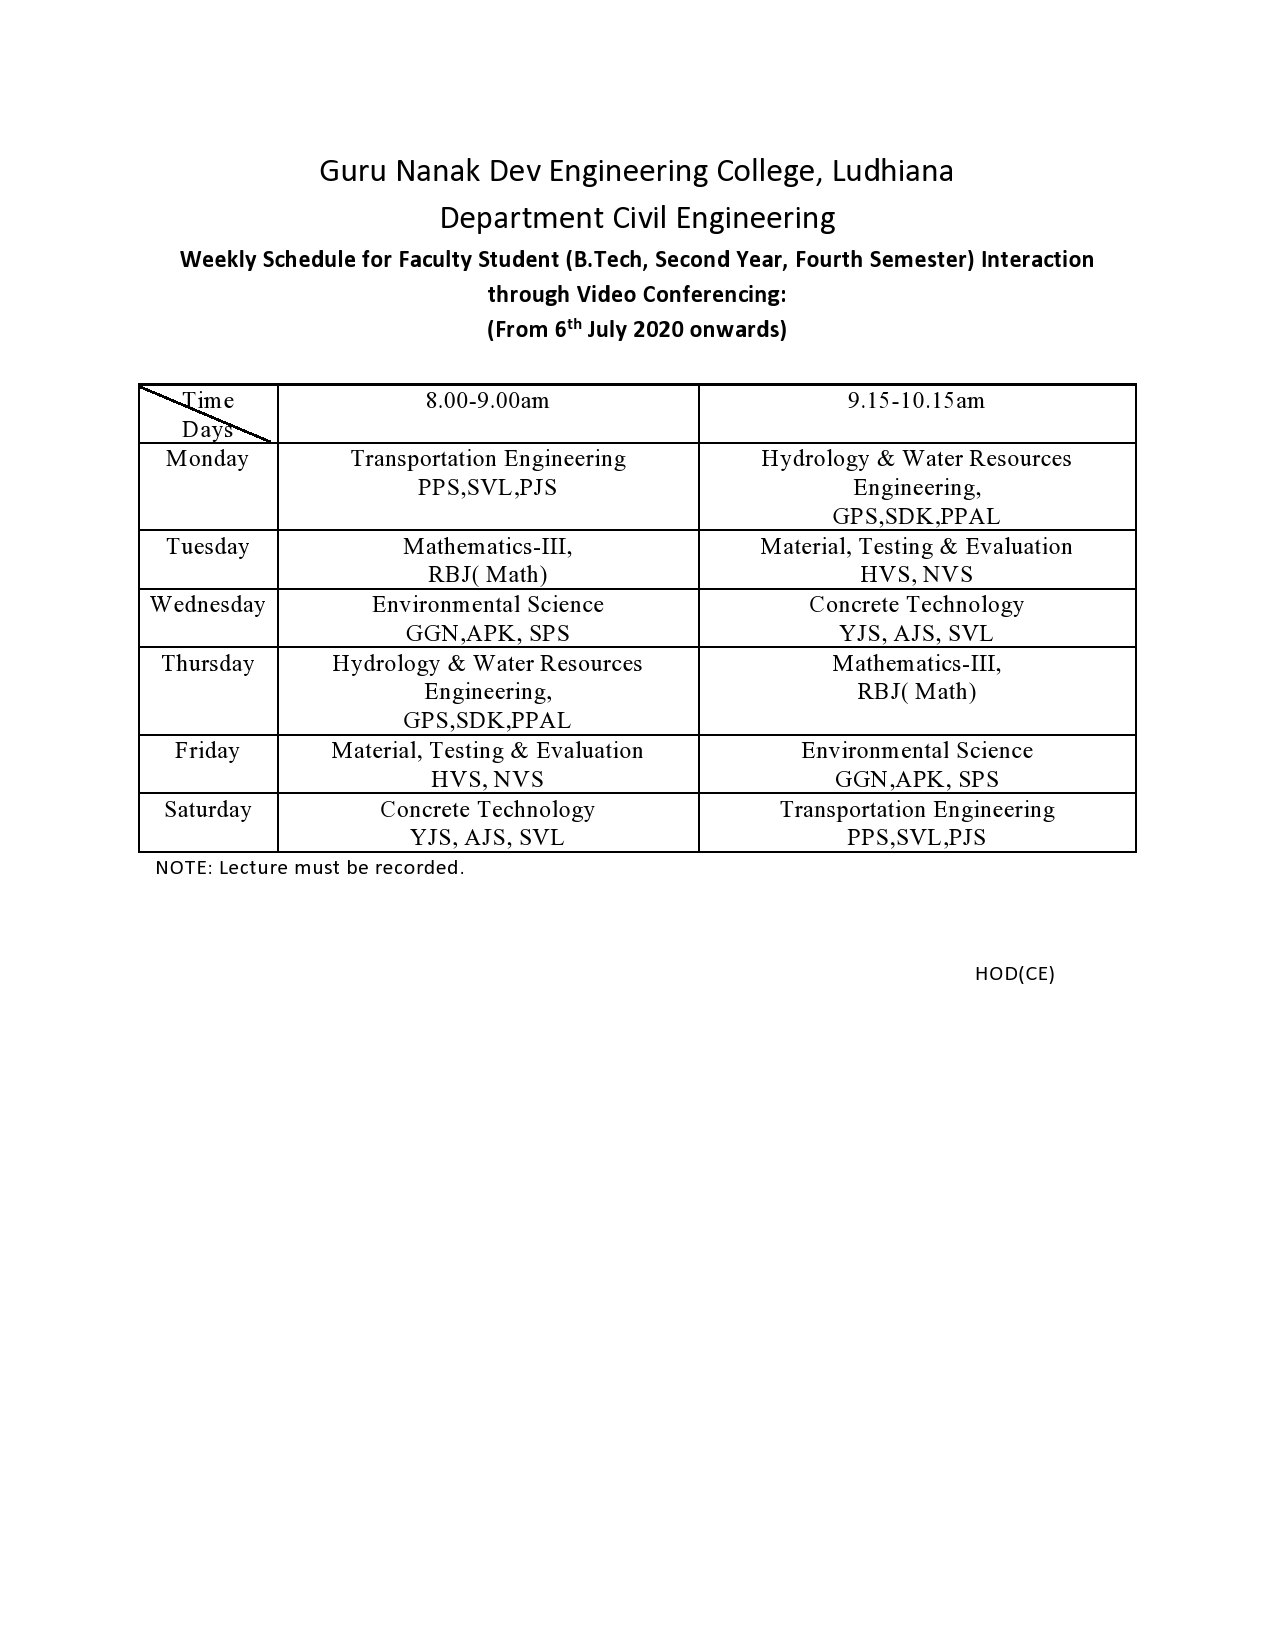 Guru Nanak Dev Engineering College, Ludhiana
Department Civil Engineering
Weekly Schedule for Faculty Student (B.Tech, Second Year, Fourth Semester) Interaction
through Video Conferencing:
(From 6th July 2020 onwards)
Time
Days
8.00-9.00am
9.15-10.15am
Monday
Transportation Engineering
PPS,SVL,PJS
Hydrology & Water Resources
Engineering,
GPS,SDK,PPAL
Tuesday
Mathematics-III,
RBJ( Math)
Material, Testing & Evaluation
HVS, NVS
Wednesday
Environmental Science
GGN,APK, SPS
Concrete Technology
YJS, AJS, SVL
Thursday
Hydrology & Water Resources
Engineering,
GPS,SDK,PPAL
Mathematics-III,
RBJ( Math)
Friday
Material, Testing & Evaluation
HVS, NVS
Environmental Science
GGN,APK, SPS
Saturday
Concrete Technology
YJS, AJS, SVL
Transportation Engineering
PPS,SVL,PJS
NOTE: Lecture must be recorded.
HOD(CE)